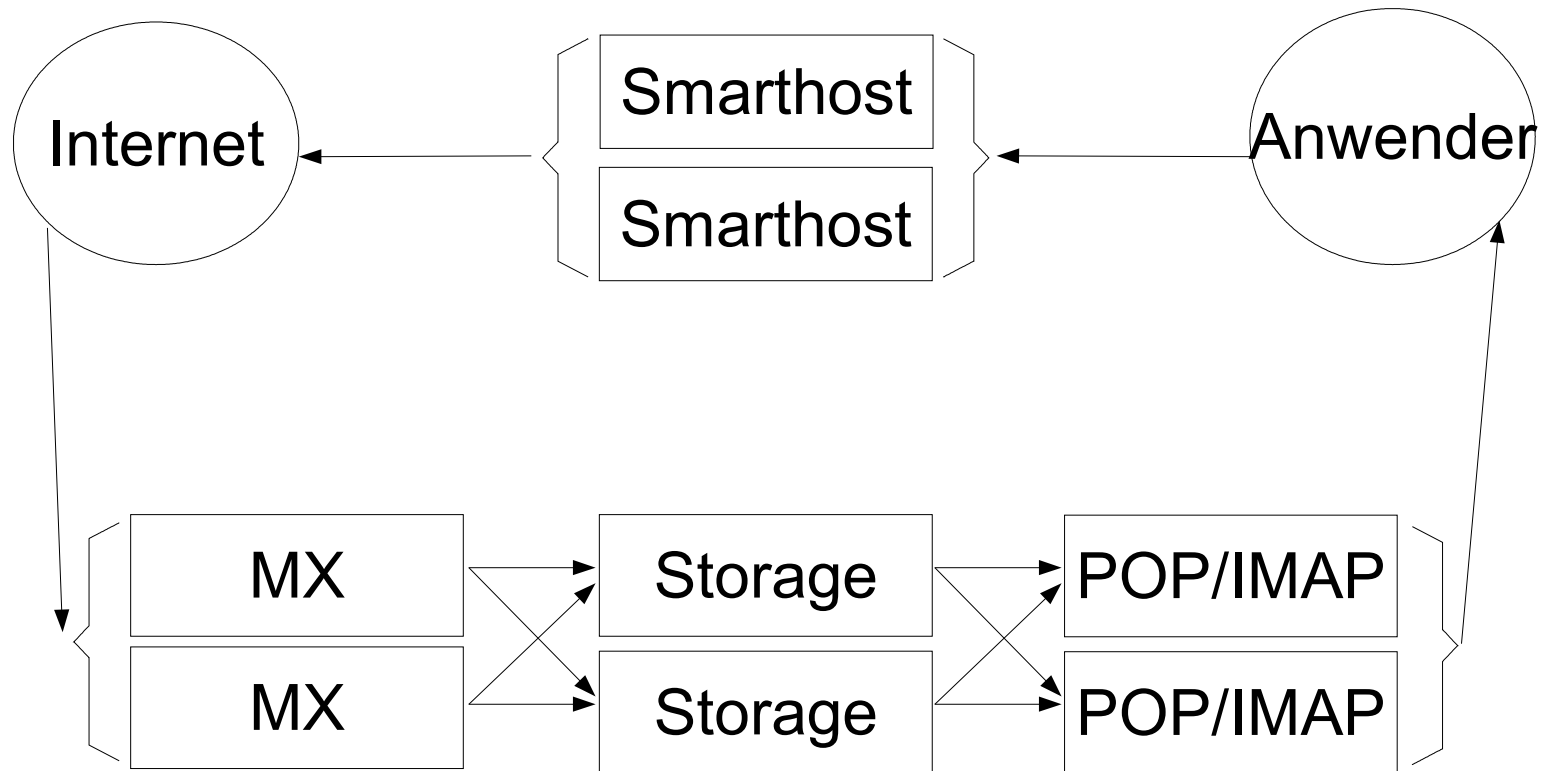 Internet
Smarthost
Smarthost
Anwender
MX
Storage
POP/IMAP
MX
Storage
POP/IMAP